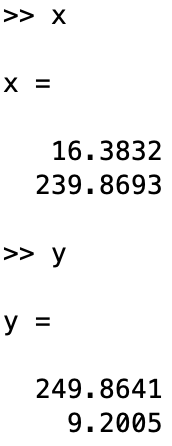 >> x
x =
16.3832
239.8693
>> y
y =
249.8641
9.2005